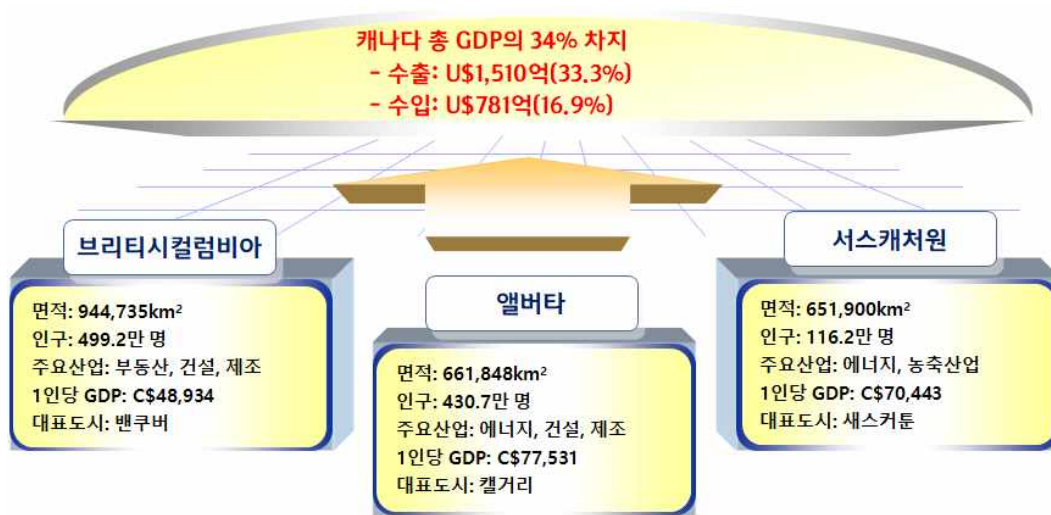 캐나다 총 GDP의 34% 차지
- 수출: U$1,510억(33.3%)
- 수입: U$781억(16.9%)
브리티시컬럼비아
면적: 944,735km²
인구: 499.2만 명
주요산업: 부동산, 건설, 제조
1인당 GDP: C$48,934
대표도시: 밴쿠버
앨버타
면적: 661,848km²
인구: 430.7만 명
주요산업: 에너지, 건설, 제조
1인당 GDP: C$77,531
대표도시: 캘거리
서스캐처원
면적: 651,900km²
인구: 116.2만 명
주요산업: 에너지, 농축산업
1인당 GDP: C$70,443
대표도시: 새스커툰